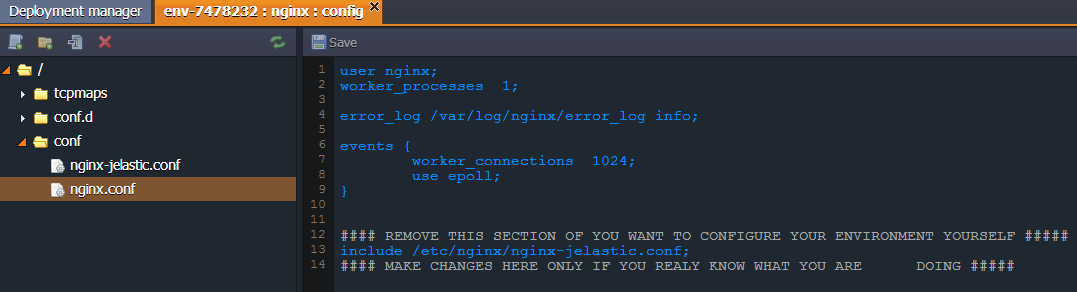 Deployment manager
env-7478232 : nginx : config
Save
/
tcpmaps
conf.d
conf
nginx-jelastic.conf
nginx.conf
1 user nginx;
2 worker_processes  1;
3
4 error_log /var/log/nginx/error_log info;
5
6 events {
7         worker_connections  1024;
8         use epoll;
9 }
10
11
12 #### REMOVE THIS SECTION OF YOU WANT TO CONFIGURE YOUR ENVIRONMENT YOURSELF #####
13 include /etc/nginx/nginx-jelastic.conf;
14 #### MAKE CHANGES HERE ONLY IF YOU REALY KNOW WHAT YOU ARE      DOING #####